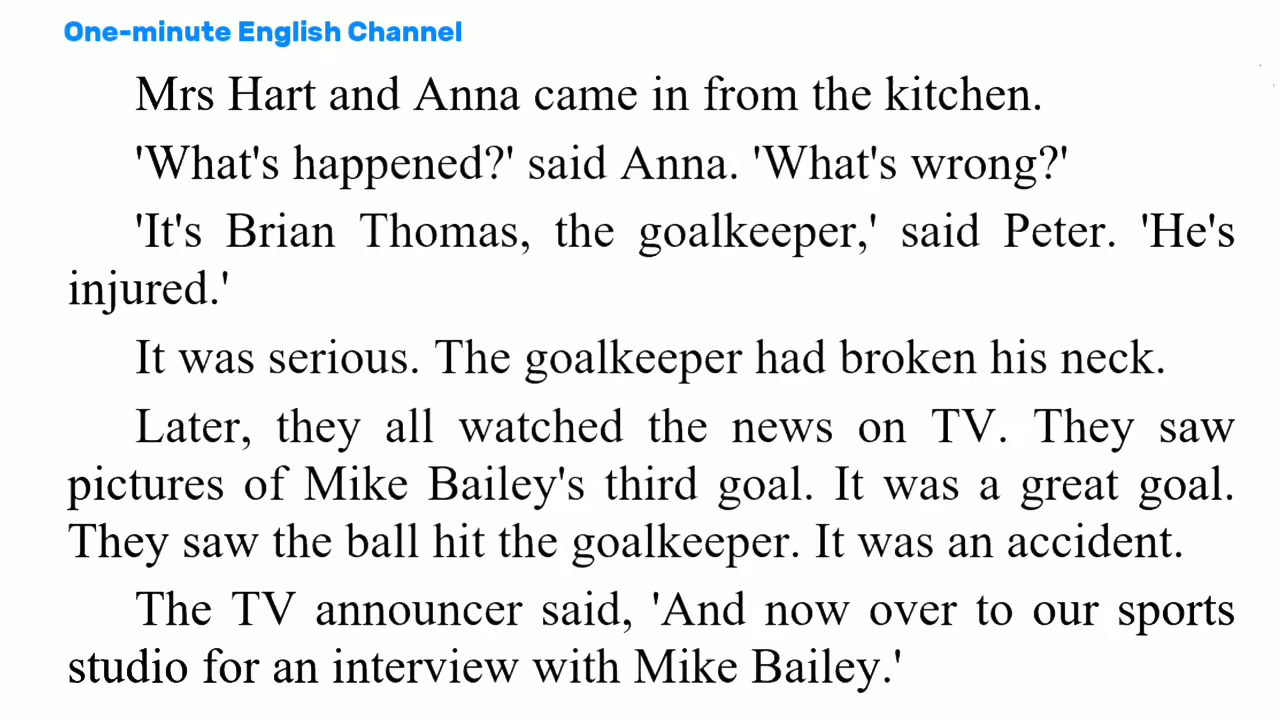 One-minute English Channel
Mrs Hart and Anna came in from the kitchen.
'What's happened?' said Anna. 'What's wrong?'
'It's Brian Thomas, the goalkeeper,' said Peter. 'He's
injured.'
It was serious. The goalkeeper had broken his neck.
Later, they all watched the news on TV. They saw
pictures of Mike Bailey's third goal. It was a great goal.
They saw the ball hit the goalkeeper. It was an accident.
The TV announcer said, 'And now over to our sports
studio for an interview with Mike Bailey.'